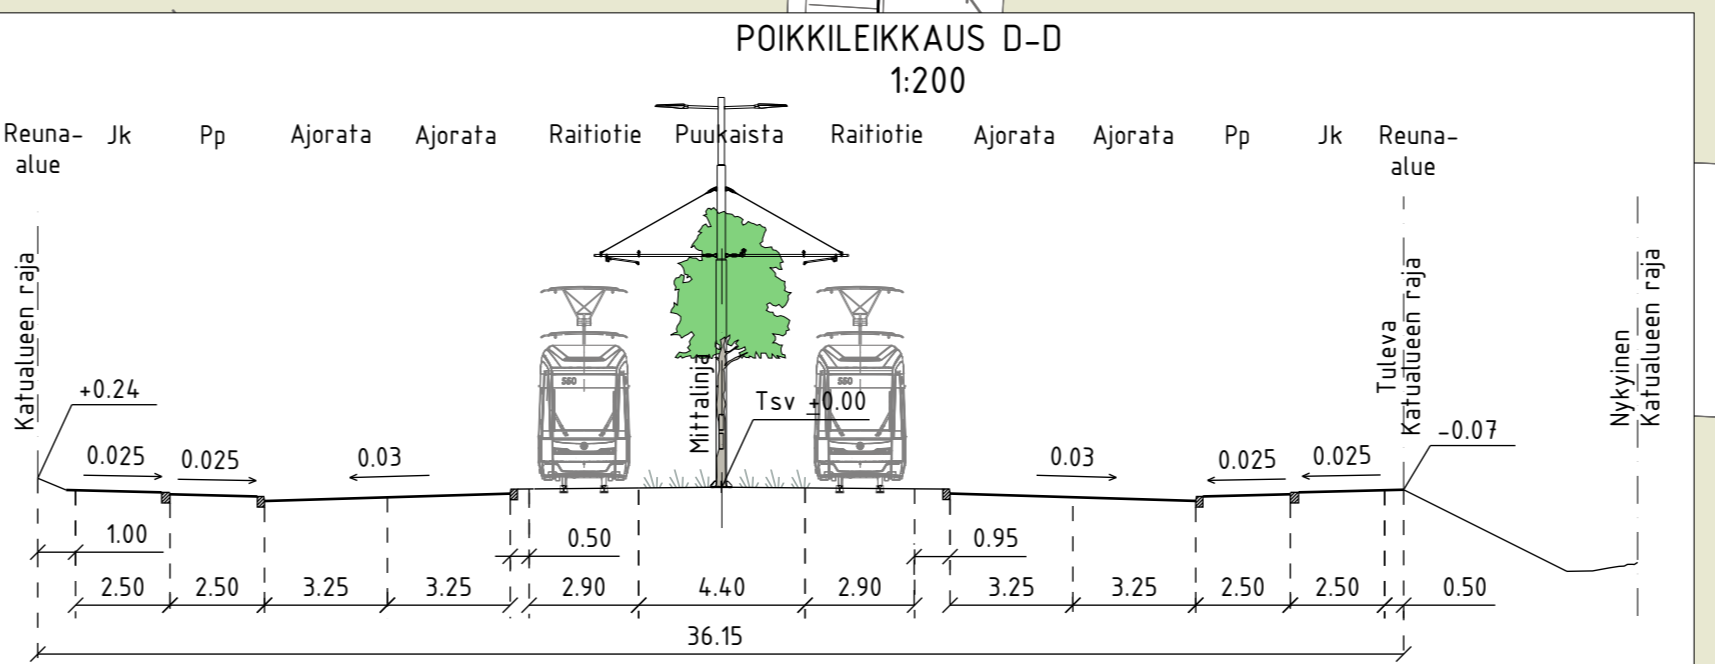 POIKKILEIKKAUS D-D
1:200
Reuna-
alue
Jk
Pp
Ajorata
Ajorata
Raitiotie
Puukaista
Raitiotie
Ajorata
Ajorata
Pp
Jk
Reuna-
alue
Katualueen raja
+0.24
0.025
0.025
0.03
550
Mittalinja
Tsv ±0.00
550
0.03
0.025
0.025
Tuleva
Katualueen raja
-0.07
Nykyinen
Katualueen raja
1.00
0.50
0.95
2.50
2.50
3.25
3.25
2.90
4.40
2.90
3.25
3.25
2.50
2.50
0.50
36.15